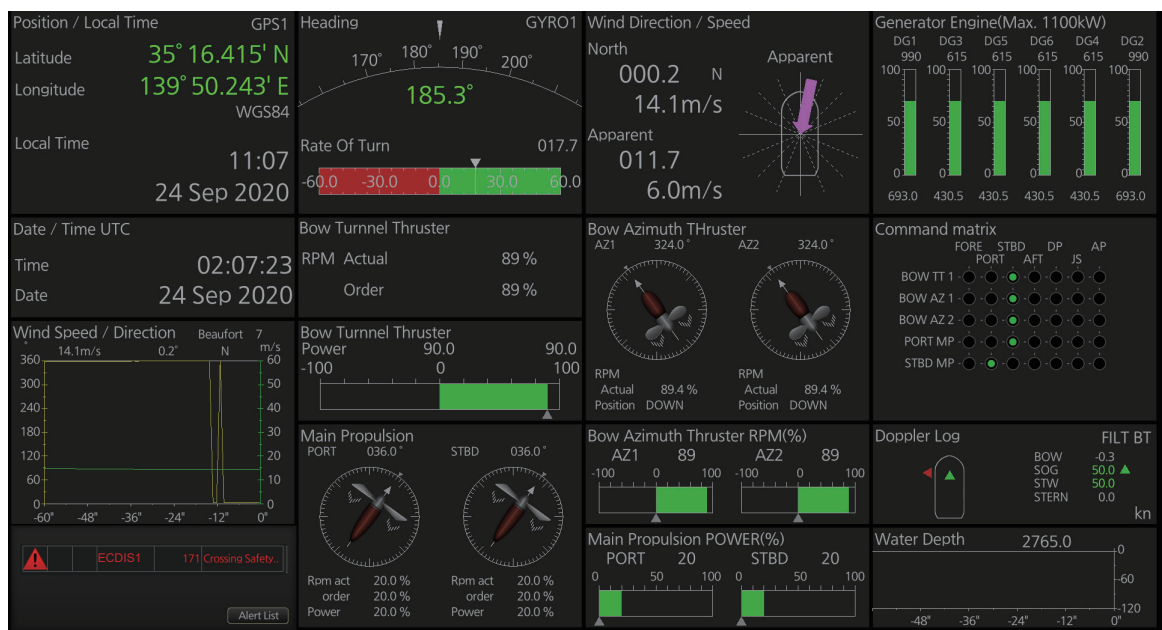 Position / Local Time GPS1
Latitude 35° 16.415' N
Longitude 139° 50.243' E
WGS84
Local Time
11:07
24 Sep 2020
Heading GYRO1
170° 180° 190° 200°
185.3°
Rate Of Turn 017.7
-60.0 -30.0 0.0 30.0 60.0
Wind Direction / Speed
North
000.2 N
14.1m/s
Apparent
Apparent
011.7
6.0m/s
Generator Engine(Max. 1100kW)
DG1 DG3 DG5 DG6 DG4 DG2
990 615 615 615 615 990
100 100 100 100 100 100
50 50 50 50 50 50
0 0 0 0 0 0
693.0 430.5 430.5 430.5 430.5 693.0
Date / Time UTC
Time 02:07:23
Date 24 Sep 2020
Bow Turnnel Thruster
RPM Actual 89 %
Order 89 %
Bow Azimuth THruster
AZ1 324.0° AZ2 324.0°
RPM RPM
Actual 89.4 % Actual 89.4 %
Position DOWN Position DOWN
Command matrix
FORE STBD DP AP
PORT AFT JS
BOW TT 1
BOW AZ 1
BOW AZ 2
PORT MP
STBD MP
Wind Speed / Direction Beaufort 7
° 14.1m/s 0.2° N m/s
360 60
300 50
240 40
180 30
120 20
60 10
0 0
-60" -48" -36" -24" -12" 0"
Bow Turnnel Thruster
Power 90.0 90.0
-100 0 100
Main Propulsion
PORT 036.0° STBD 036.0°
Rpm act 20.0 % Rpm act 20.0 %
order 20.0 % order 20.0 %
Power 20.0 % Power 20.0 %
Bow Azimuth Thruster RPM(%)
AZ1 89 AZ2 89
-100 0 100 -100 0 100
Doppler Log FILT BT
BOW -0.3
SOG 50.0
STW 50.0
STERN 0.0
kn
ECDIS1 171 Crossing Safety..
Alert List
Main Propulsion POWER(%)
PORT 20 STBD 20
0 50 100 0 50 100
Water Depth 2765.0
0
-60
-120
-48" -36" -24" -12" 0"